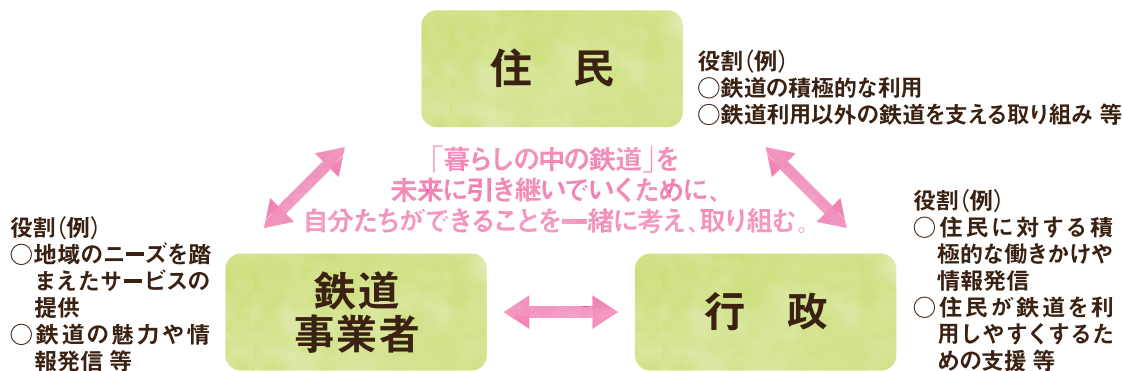 住　民
役割（例）
○鉄道の積極的な利用
○鉄道利用以外の鉄道を支える取り組み 等
「暮らしの中の鉄道」を
未来に引き継いでいくために、
自分たちができることを一緒に考え、取り組む。
役割（例）
○地域のニーズを踏
まえたサービスの
提供
○鉄道の魅力や情
報発信 等
鉄道
事業者
行　政
役割（例）
○住民に対する積
極的な働きかけや
情報発信
○住民が鉄道を利
用しやすくするた
めの支援 等